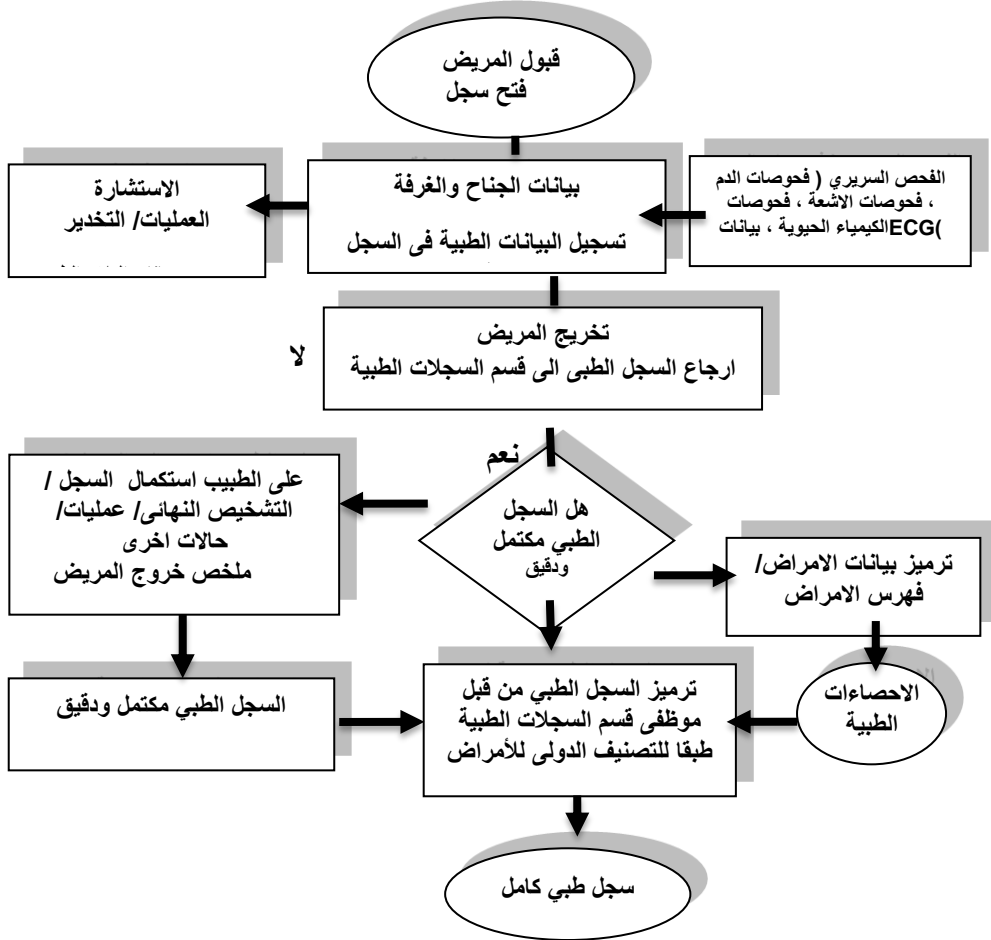 قبول المريض
فتح سجل
الفحص السريري ( فحوصات الدم
، فحوصات الاشعة ، فحوصات
الكيمياء الحيوية ، بيانات ECG(
بيانات الجناح والغرفة
تسجيل البيانات الطبية فى السجل
الاستشارة
العمليات/ التخدير
تخريج المريض
ارجاع السجل الطبى الى قسم السجلات الطبية
لا
نعم
هل السجل
الطبي مكتمل
ودقيق
على الطبيب استكمال السجل /
التشخيص النهائى/ عمليات/
حالات اخرى
ملخص خروج المريض
ترميز بيانات الامراض/
فهرس الامراض
الاحصاءات
الطبية
ترميز السجل الطبي من قبل
موظفى قسم السجلات الطبية
طبقا للتصنيف الدولى للأمراض
السجل الطبي مكتمل ودقيق
سجل طبي كامل